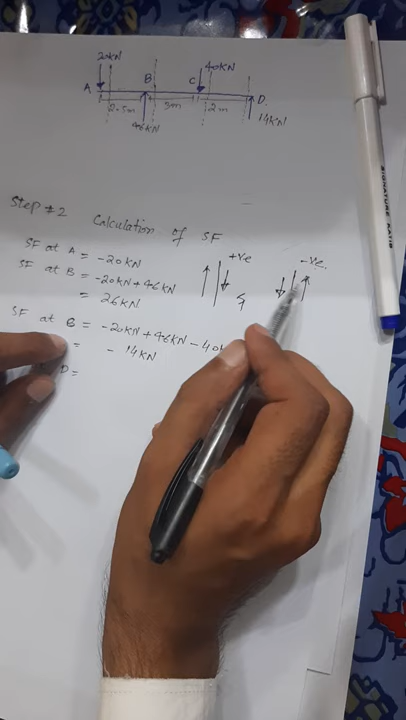 20KN
40KN
A
B
C
D.
2.5m
3m
2m
46KN
14KN
Step #2
Calculation of SF
SF at A = -20KN
+ve
-ve.
SF at B = -20KN + 46KN
= 26KN
SF at C = -20KN + 46KN - 40
= -14KN
D =
SIGNATURE